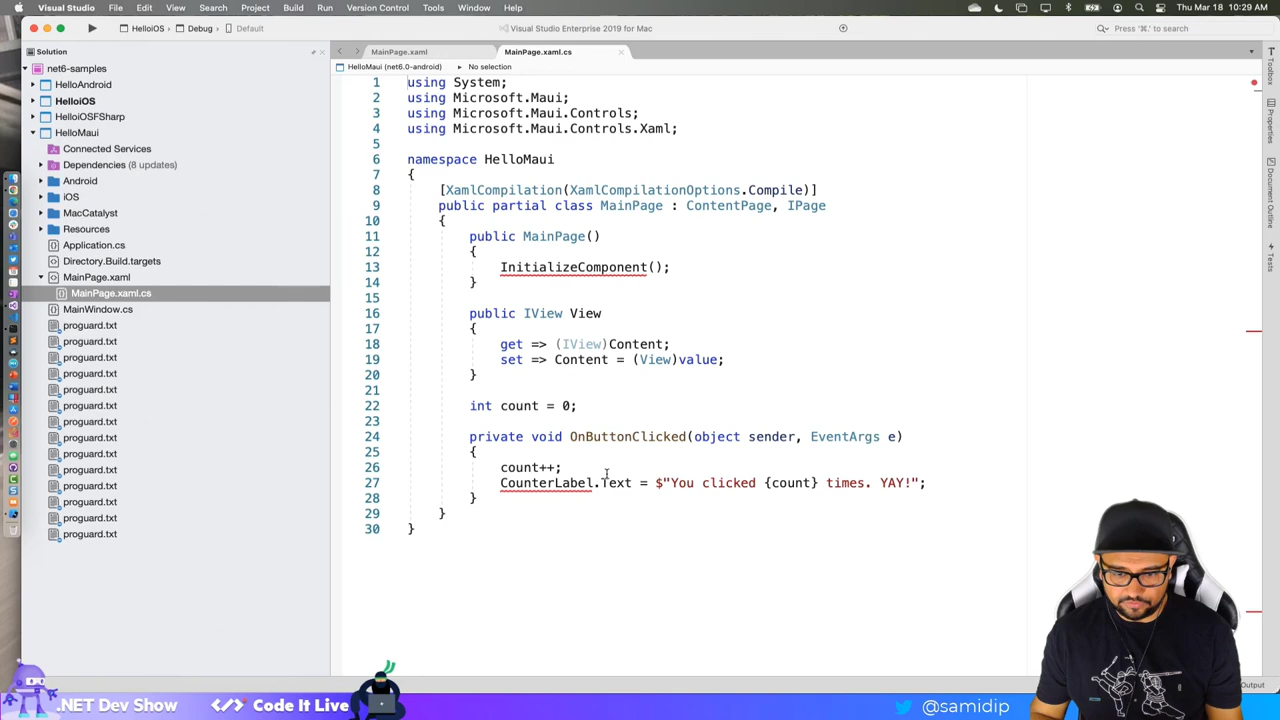 Visual Studio File Edit View Search Project Build Run Version Control Tools Window Help Thu Mar 18 10:29 AM
HelloiOS › Debug › Default Visual Studio Enterprise 2019 for Mac Press '⌘.' to search
Solution
net6-samples
HelloAndroid
HelloiOS
HelloiOSFSharp
HelloMaui
Connected Services
Dependencies (8 updates)
Android
iOS
MacCatalyst
Resources
Application.cs
Directory.Build.targets
MainPage.xaml
MainPage.xaml.cs
MainWindow.cs
proguard.txt
proguard.txt
proguard.txt
proguard.txt
proguard.txt
proguard.txt
proguard.txt
proguard.txt
proguard.txt
proguard.txt
proguard.txt
proguard.txt
proguard.txt
proguard.txt
MainPage.xaml MainPage.xaml.cs
HelloMaui (net6.0-android) No selection
1 using System;
2 using Microsoft.Maui;
3 using Microsoft.Maui.Controls;
4 using Microsoft.Maui.Controls.Xaml;
5
6 namespace HelloMaui
7 {
8 [XamlCompilation(XamlCompilationOptions.Compile)]
9 public partial class MainPage : ContentPage, IPage
10 {
11 public MainPage()
12 {
13 InitializeComponent();
14 }
15
16 public IView View
17 {
18 get => (IView)Content;
19 set => Content = (View)value;
20 }
21
22 int count = 0;
23
24 private void OnButtonClicked(object sender, EventArgs e)
25 {
26 count++;
27 CounterLabel.Text = $"You clicked {count} times. YAY!";
28 }
29 }
30 }
Toolbox
Properties
Document Outline
Tests
Output
.NET Dev Show
Code It Live
@samidip